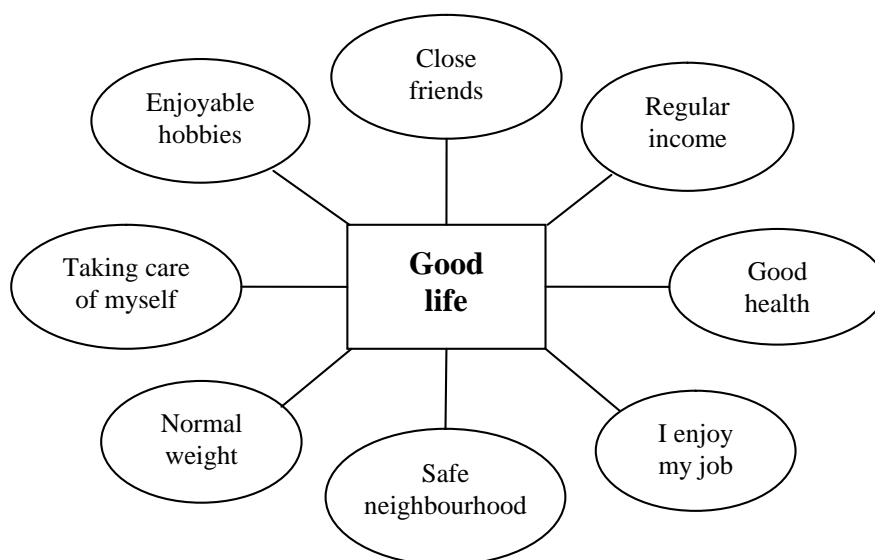 Close
friends
Enjoyable
hobbies
Regular
income
Taking care
of myself
Good
life
Good
health
Normal
weight
Safe
neighbourhood
I enjoy
my job